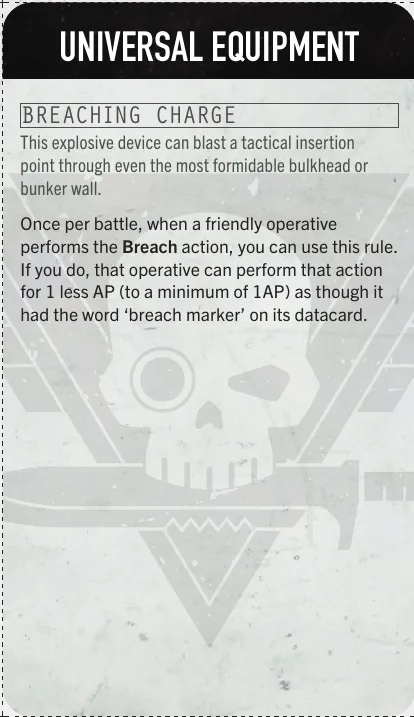 UNIVERSAL EQUIPMENT
BREACHING CHARGE
This explosive device can blast a tactical insertion
point through even the most formidable bulkhead or
bunker wall.
Once per battle, when a friendly operative
performs the Breach action, you can use this rule.
If you do, that operative can perform that action
for 1 less AP (to a minimum of 1AP) as though it
had the word ‘breach marker’ on its datacard.